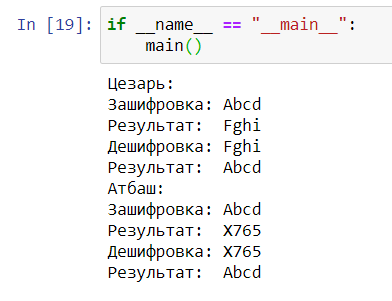 In [19]: if __name__ == "__main__":
main()
Цезарь:
Зашифровка: Abcd
Результат: Fghi
Дешифровка: Fghi
Результат: Abcd
Атбаш:
Зашифровка: Abcd
Результат: X765
Дешифровка: X765
Результат: Abcd